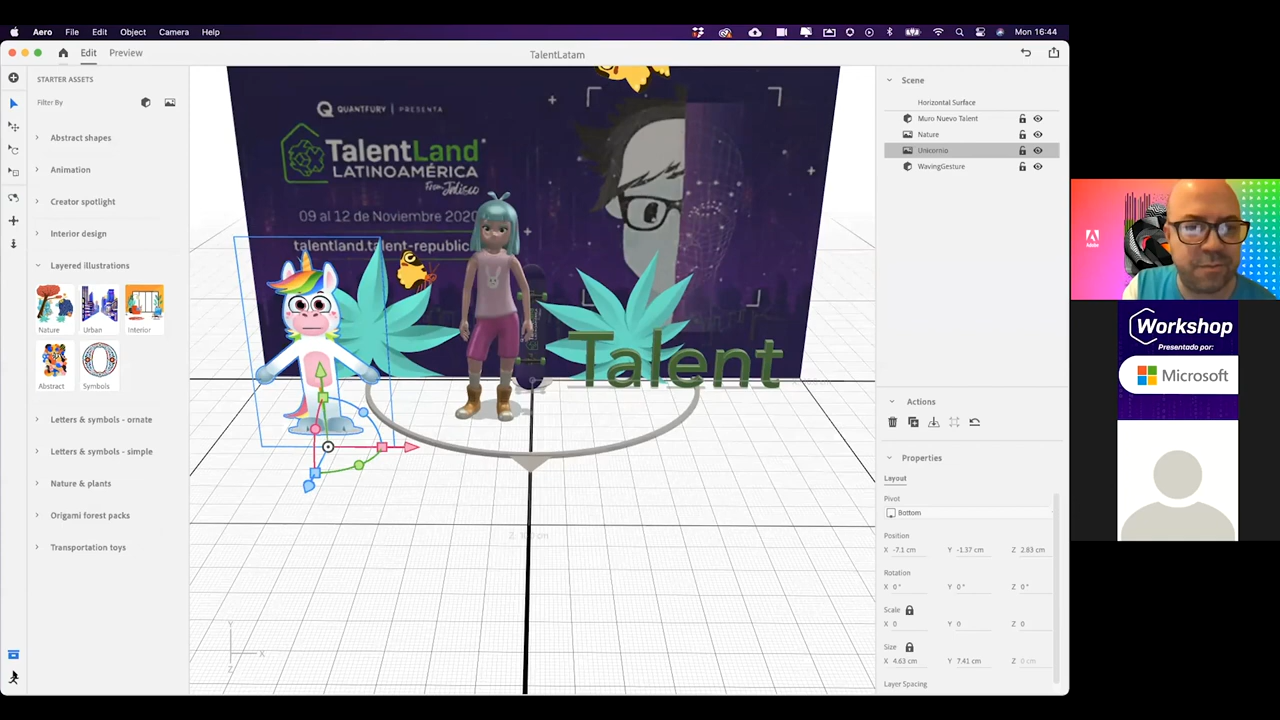 Aero File Edit Object Camera Help Mon 16:44
Edit Preview TalentLatam
STARTER ASSETS
Filter By
Abstract shapes
Animation
Creator spotlight
Interior design
Layered illustrations
Nature Urban Interior
Abstract Symbols
Letters & symbols - ornate
Letters & symbols - simple
Nature & plants
Origami forest packs
Transportation toys
QUANTFURY | PRESENTA
TalentLand
LATINOAMÉRICA
From Jalisco
09 al 12 de Noviembre 2020
talentland.talent-republic
Talent
Y
X
Z
Scene
Horizontal Surface
Muro Nuevo Talent
Nature
Unicornio
WavingGesture
Actions
Properties
Layout
Pivot
Bottom
Position
X -7.1 cm Y -1.37 cm Z 2.83 cm
Rotation
X 0° Y 0° Z 0°
Scale
X 0 Y 0 Z 0
Size
X 4.63 cm Y 7.41 cm Z 0 cm
Layer Spacing
Adobe
Workshop
Presentado por:
Microsoft